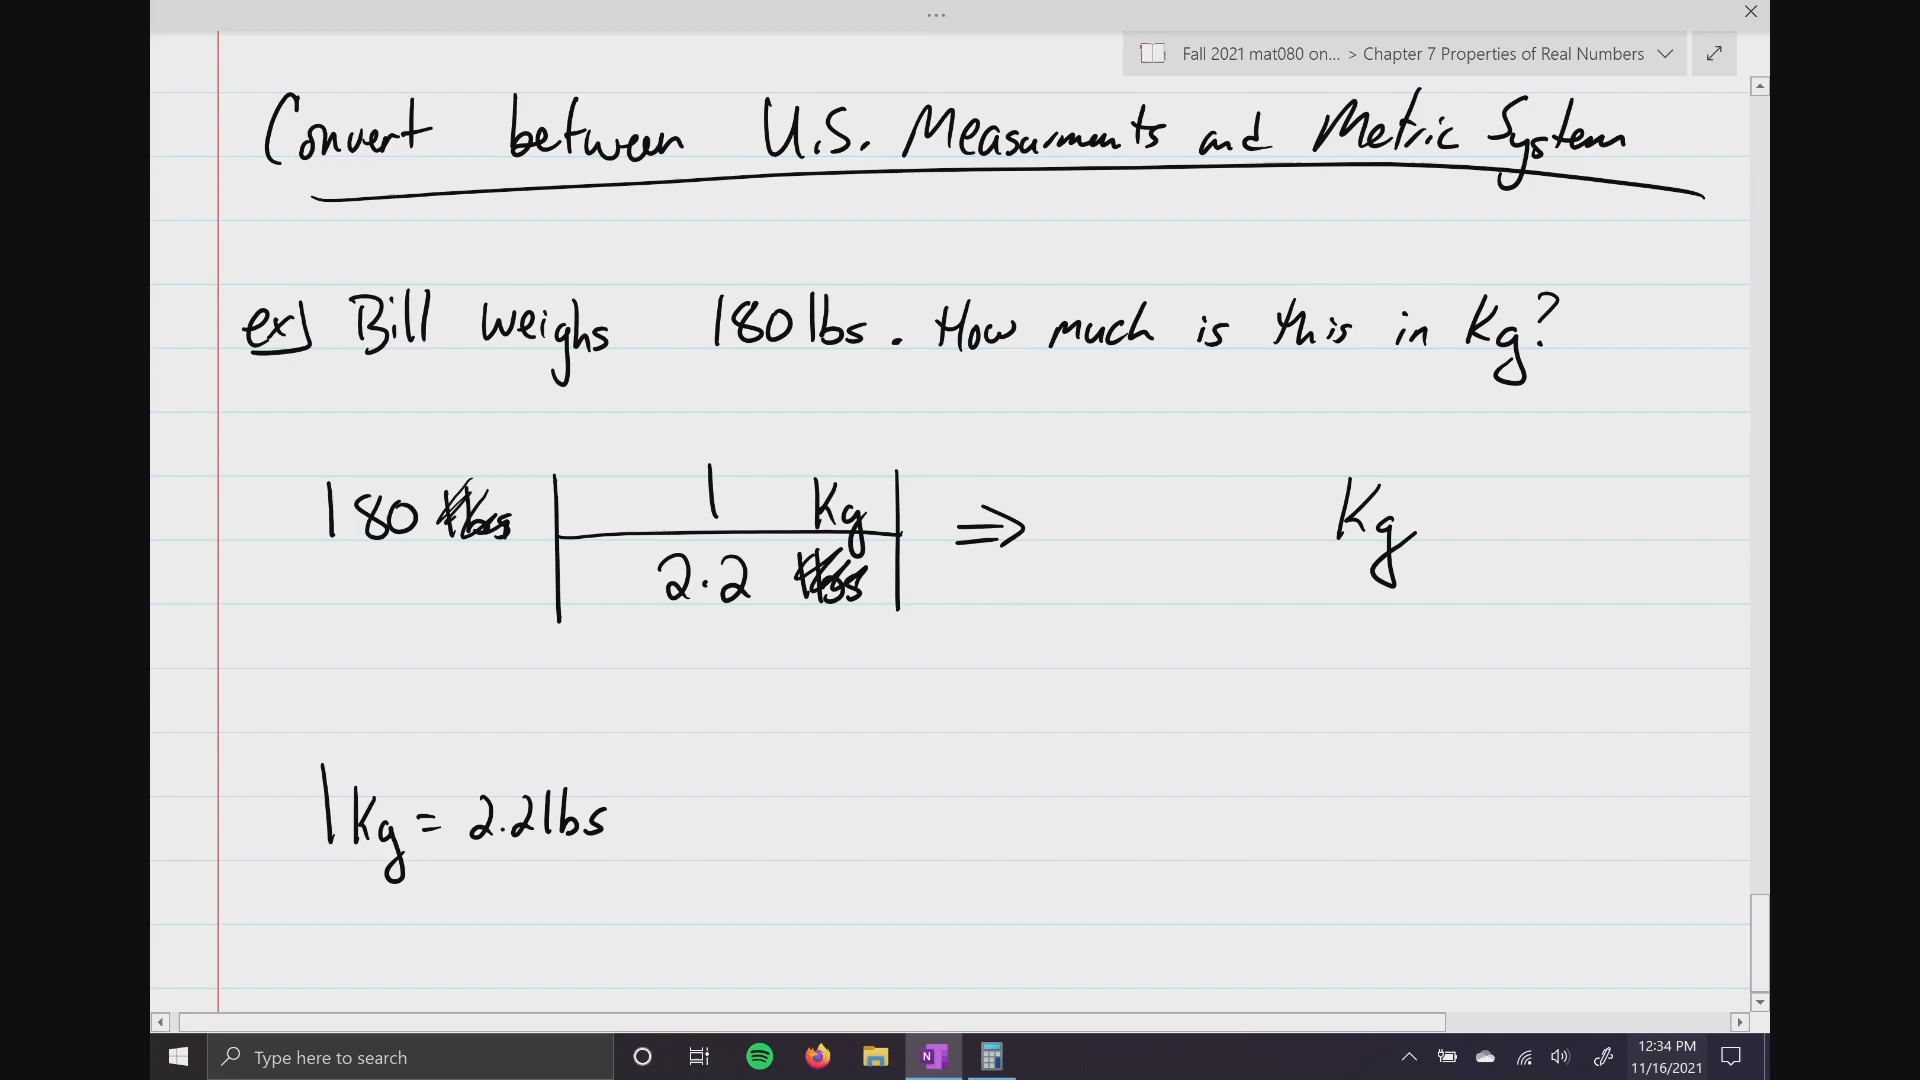 ...
Fall 2021 mat080 on... > Chapter 7 Properties of Real Numbers
Convert between U.S. Measurments and Metric System
ex) Bill weighs 180 lbs. How much is this in Kg?
180 lbs | 1 Kg | ⇒ Kg
2.2 lbs
1 Kg = 2.2 lbs
Type here to search
12:34 PM
11/16/2021